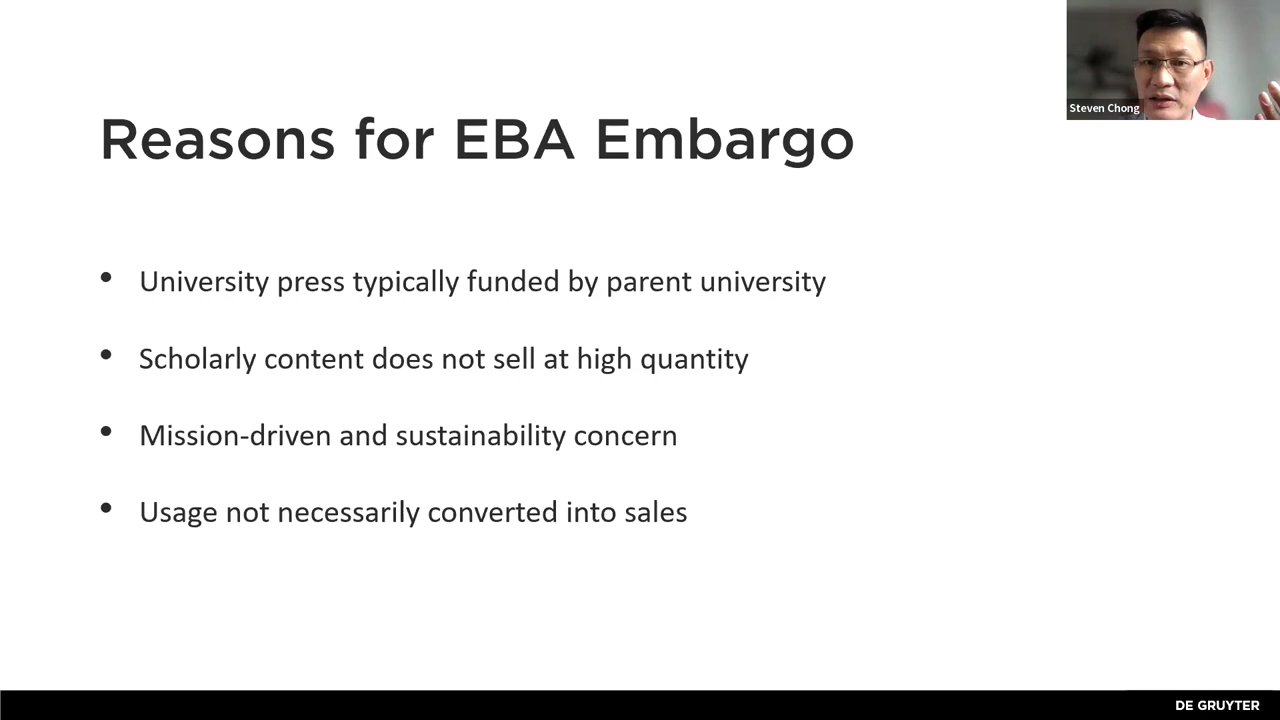 Steven Chong
Reasons for EBA Embargo
• University press typically funded by parent university
• Scholarly content does not sell at high quantity
• Mission-driven and sustainability concern
• Usage not necessarily converted into sales
DE GRUYTER